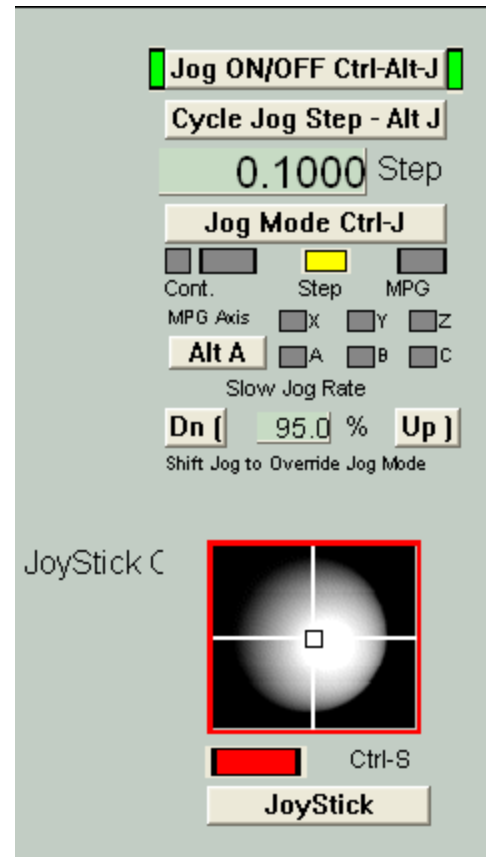 Jog ON/OFF Ctrl-Alt-J
Cycle Jog Step - Alt J
0.1000 Step
Jog Mode Ctrl-J
Cont. Step MPG
MPG Axis X Y Z
Alt A A B C
Slow Jog Rate
Dn ( 95.0 % Up )
Shift Jog to Override Jog Mode
JoyStick C
Ctrl-S
JoyStick